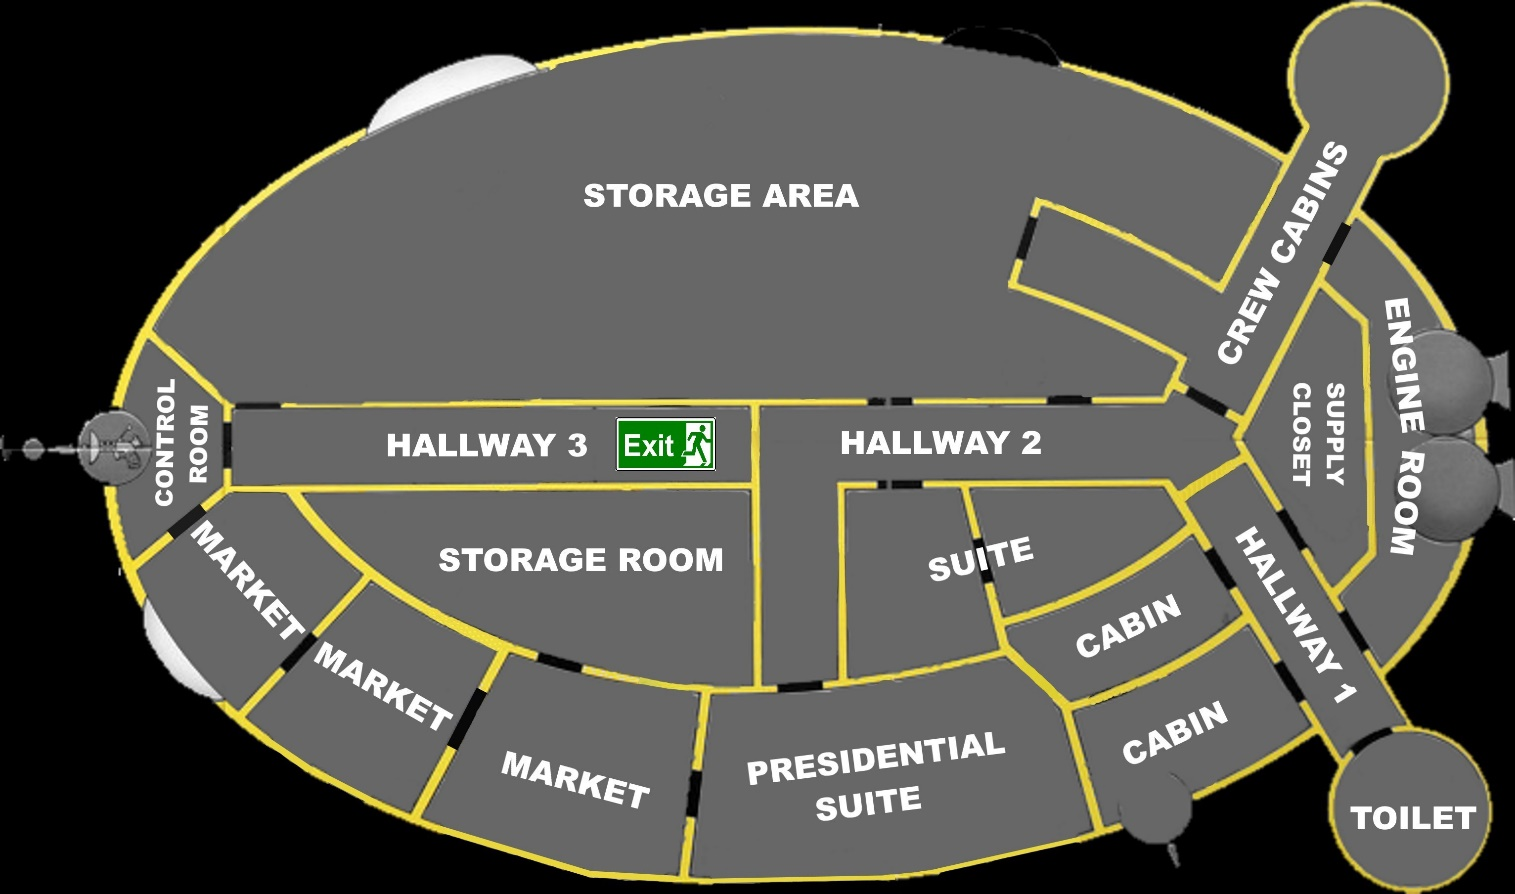 STORAGE AREA
CREW CABINS
ENGINE ROOM
SUPPLY
CLOSET
CONTROL
ROOM
HALLWAY 3
Exit
HALLWAY 2
MARKET
STORAGE ROOM
SUITE
HALLWAY 1
CABIN
MARKET
CABIN
MARKET
PRESIDENTIAL
SUITE
TOILET